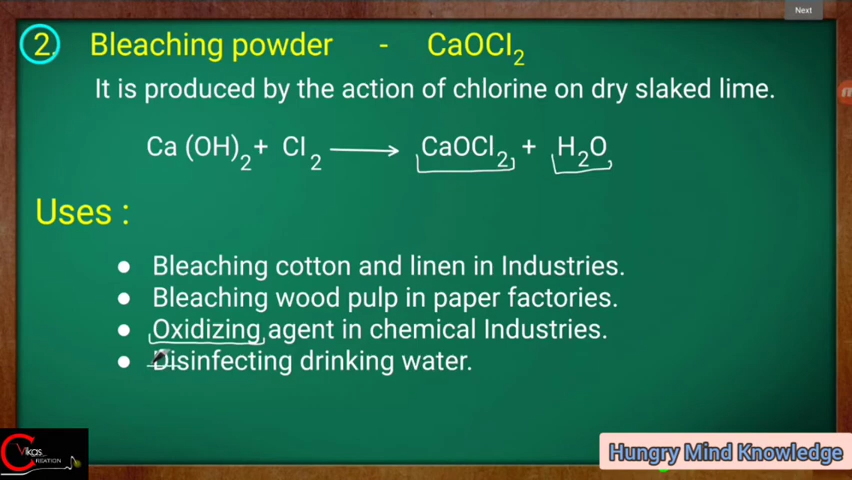 Next
2 Bleaching powder - CaOCl2
It is produced by the action of chlorine on dry slaked lime.
Ca (OH)2 + Cl2 ⟶ CaOCl2 + H2O
Uses :
• Bleaching cotton and linen in Industries.
• Bleaching wood pulp in paper factories.
• Oxidizing agent in chemical Industries.
• Disinfecting drinking water.
Vikas
CREATION
Hungry Mind Knowledge